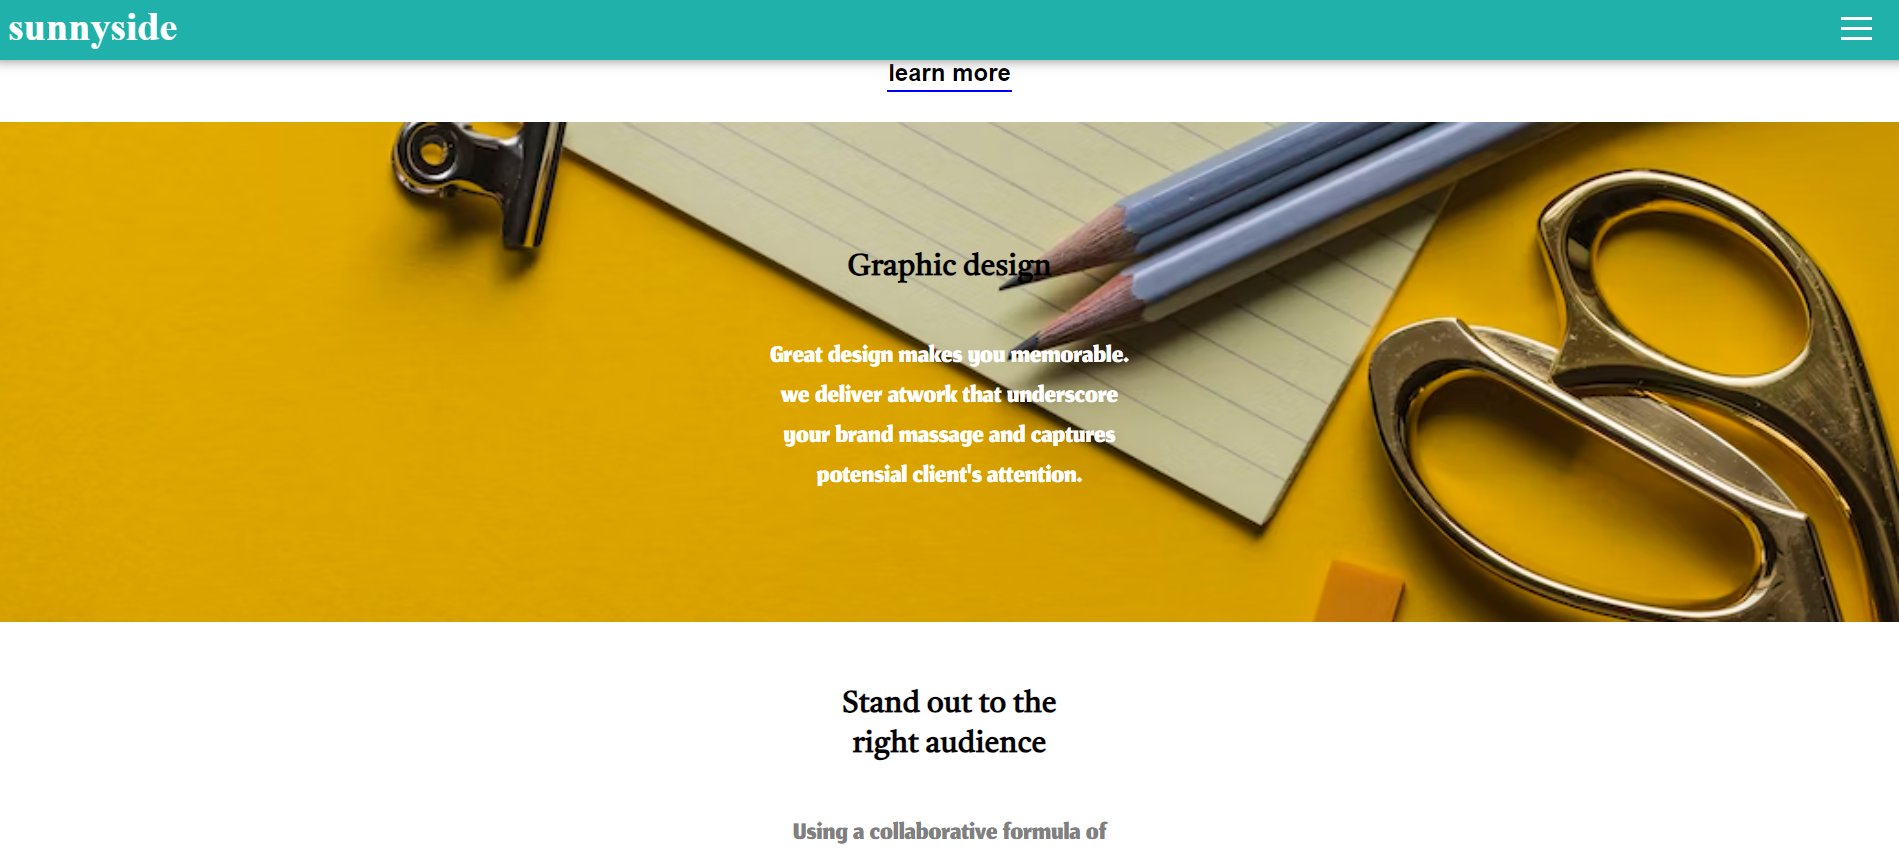 sunnyside
learn more
Graphic design
Great design makes you memorable.
we deliver atwork that underscore
your brand massage and captures
potensial client's attention.
Stand out to the
right audience
Using a collaborative formula of